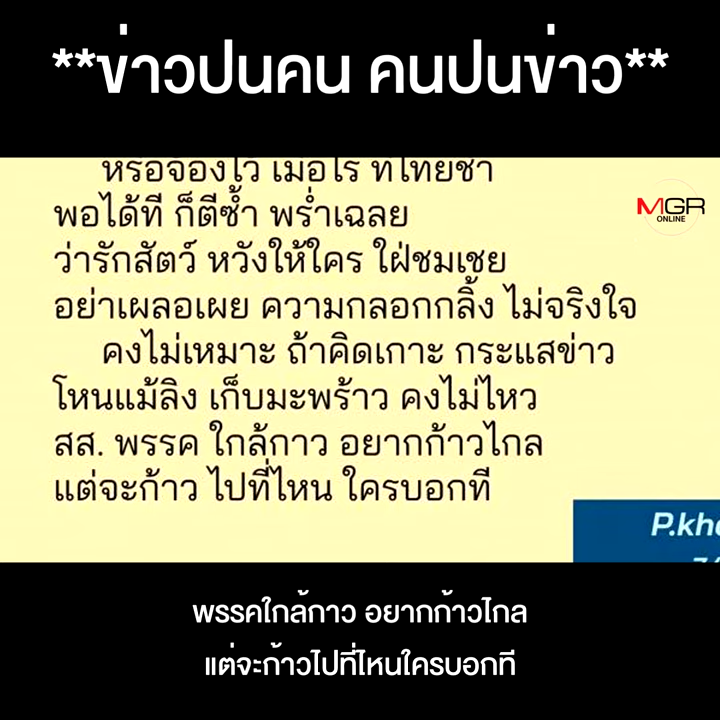 **ข่าวปนคน คนปนข่าว**
หรือจ้องไว้ เมื่อไร ที่ไทยช้ำ
MGR
ONLINE
พอได้ที ก็ตีซ้ำ พร่ำเฉลย
ว่ารักสัตว์ หวังให้ใคร ใฝ่ชมเชย
อย่าเผลอเผย ความกลอกกลิ้ง ไม่จริงใจ
คงไม่เหมาะ ถ้าคิดเกาะ กระแสข่าว
โหนแม้ลิง เก็บมะพร้าว คงไม่ไหว
สส. พรรค ใกล้กาว อยากก้าวไกล
แต่จะก้าว ไปที่ไหน ใครบอกที
P.kh
พรรคใกล้กาว อยากก้าวไกล
แต่จะก้าวไปที่ไหนใครบอกที